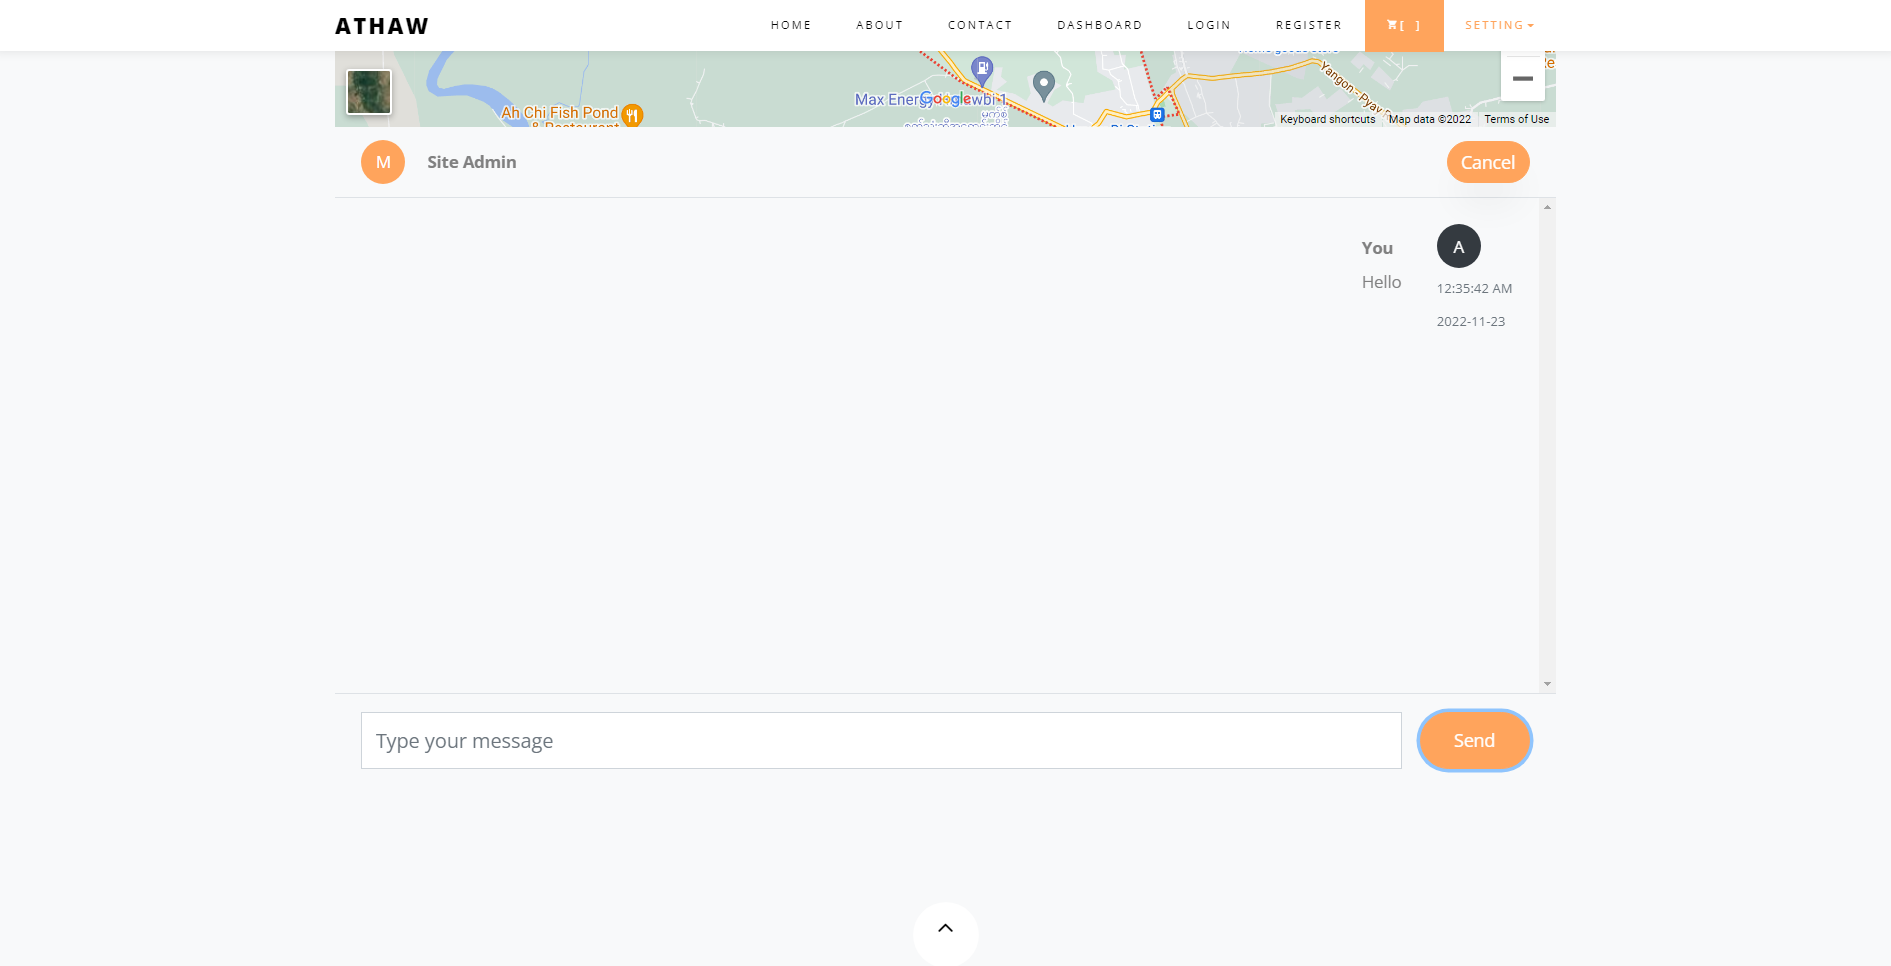 ATHAW
HOME
ABOUT
CONTACT
DASHBOARD
LOGIN
REGISTER
[ ]
SETTING
Yangon - Pyay
Max Energy
Google
Ah Chi Fish Pond
& Restaurant
Keyboard shortcuts
Map data ©2022
Terms of Use
M
Site Admin
Cancel
You
A
Hello
12:35:42 AM
2022-11-23
Type your message
Send